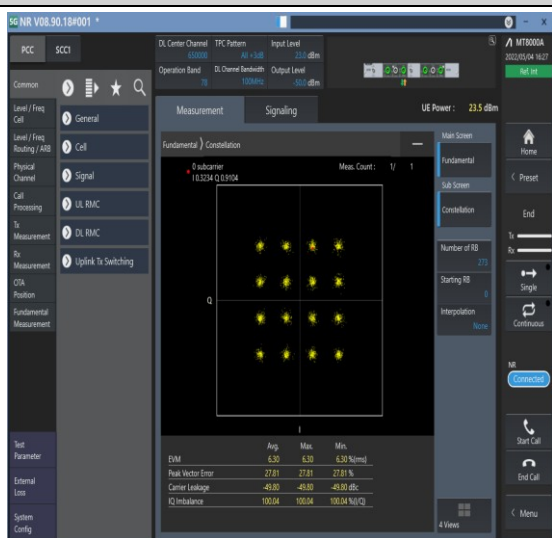 5G NR V08.90.18#001 *
PCC
SCC1
DL Center Channel
650000
TPC Pattern
All +3dB
Input Level
23.0 dBm
Operation Band
78
DL Channel Bandwidth
100MHz
Output Level
-50.0 dBm
MT8000A
2022/05/04 16:27
Ref. Int
Common
Level / Freq
Cell
Level / Freq
Routing / ARB
Physical
Channel
Call
Processing
Tx
Measurement
Rx
Measurement
OTA
Position
Fundamental
Measurement
Test
Parameter
External
Loss
System
Config
General
Cell
Signal
UL RMC
DL RMC
Uplink Tx Switching
Measurement
Signaling
UE Power : 23.5 dBm
Fundamental ⟩ Constellation
0 subcarrier
I 0.3234 Q 0.9104
Meas. Count : 1/ 1
Q
I
Avg. Max. Min.
EVM 6.30 6.30 6.30 %(rms)
Peak Vector Error 27.81 27.81 27.81 %
Carrier Leakage -49.80 -49.80 -49.80 dBc
IQ Imbalance 100.04 100.04 100.04 %(I/Q)
Main Screen
Fundamental
Sub Screen
Constellation
Number of RB
273
Starting RB
0
Interpolation
None
4 Views
Home
Preset
End
Tx
Rx
Single
Continuous
NR
Connected
Start Call
End Call
Menu